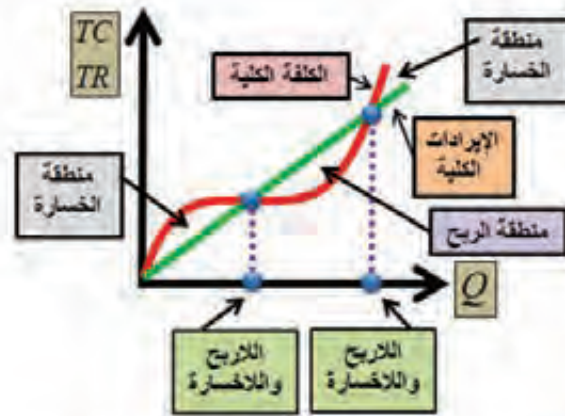 TC
TR
الكلفة الكلية
منطقة
الخسارة
الإيرادات
الكلية
منطقة
الخسارة
منطقة الربح
Q
اللاربح
واللاخسارة
اللاربح
واللاخسارة